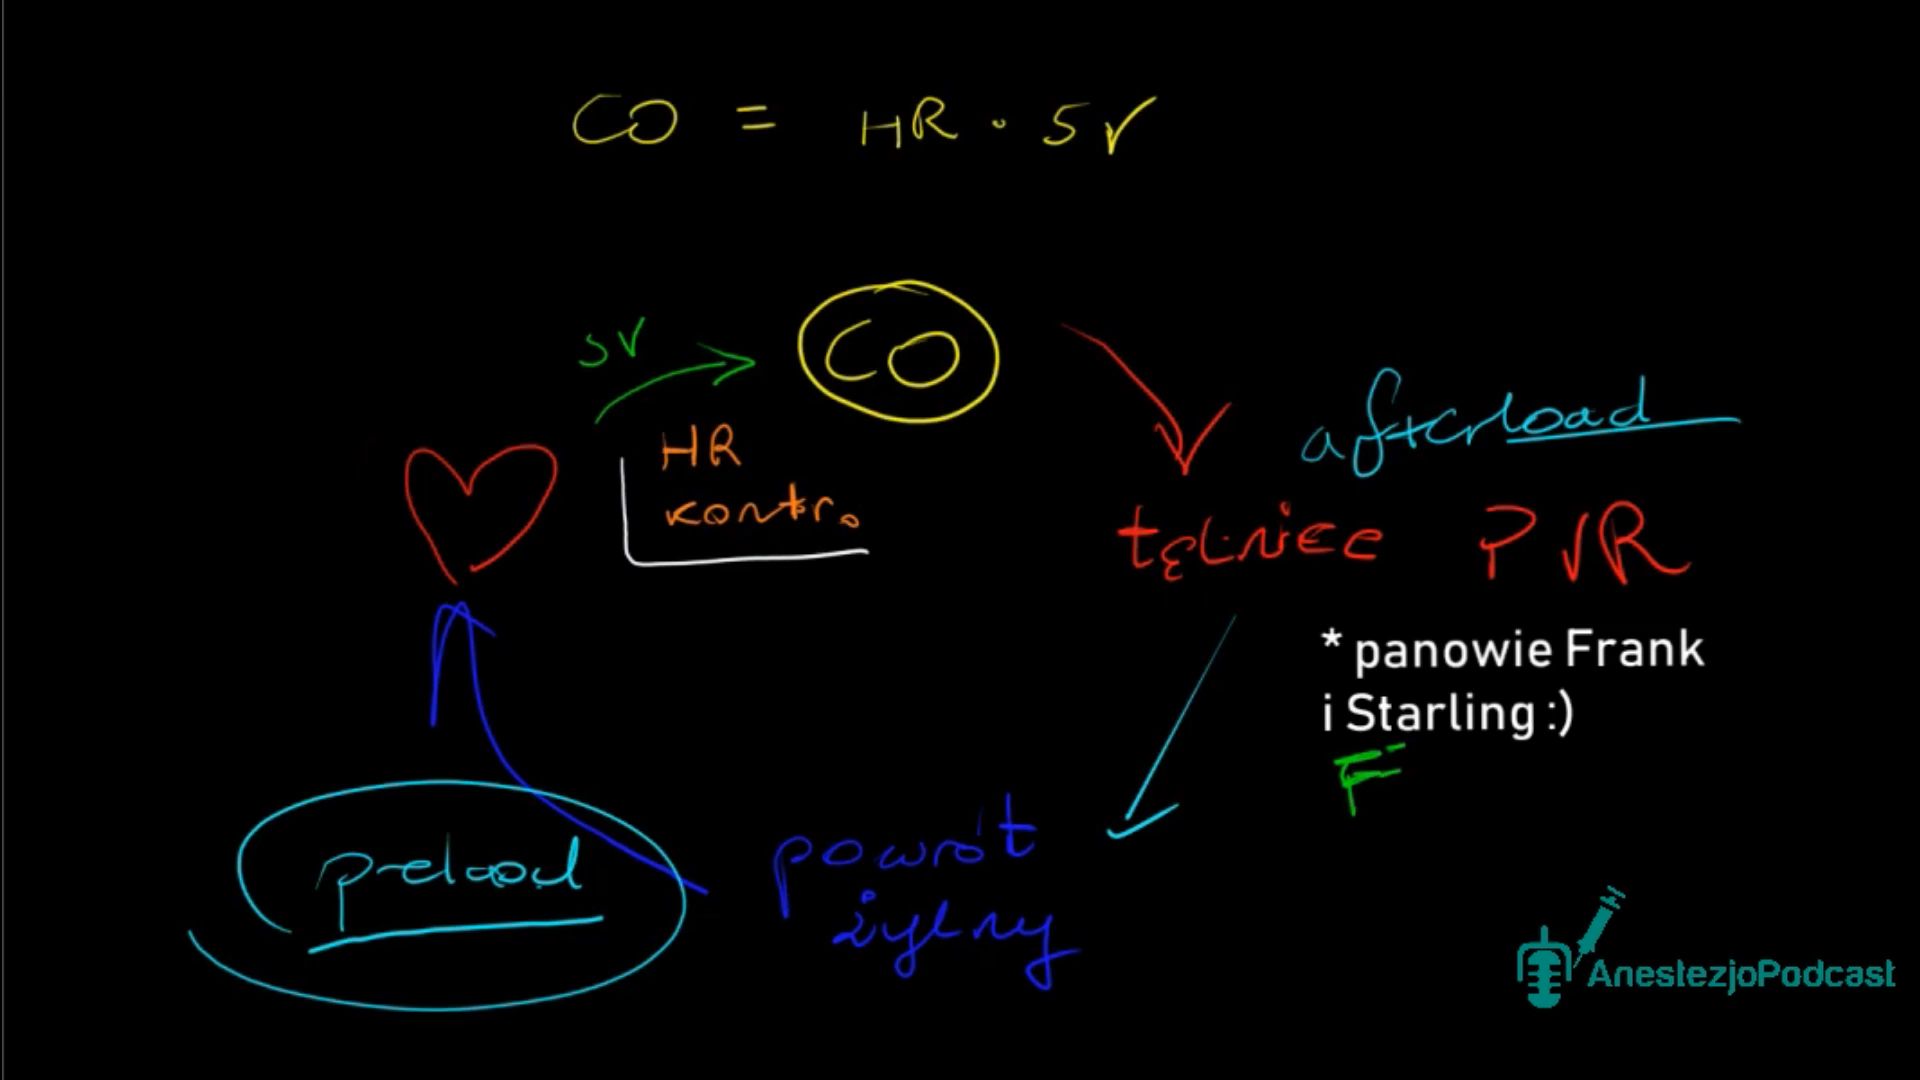 CO = HR · SV
SV
CO
HR
kontr.
afterload
tętnice PVR
* panowie Frank
i Starling :)
F
preload
powrót
żylny
AnestezjoPodcast